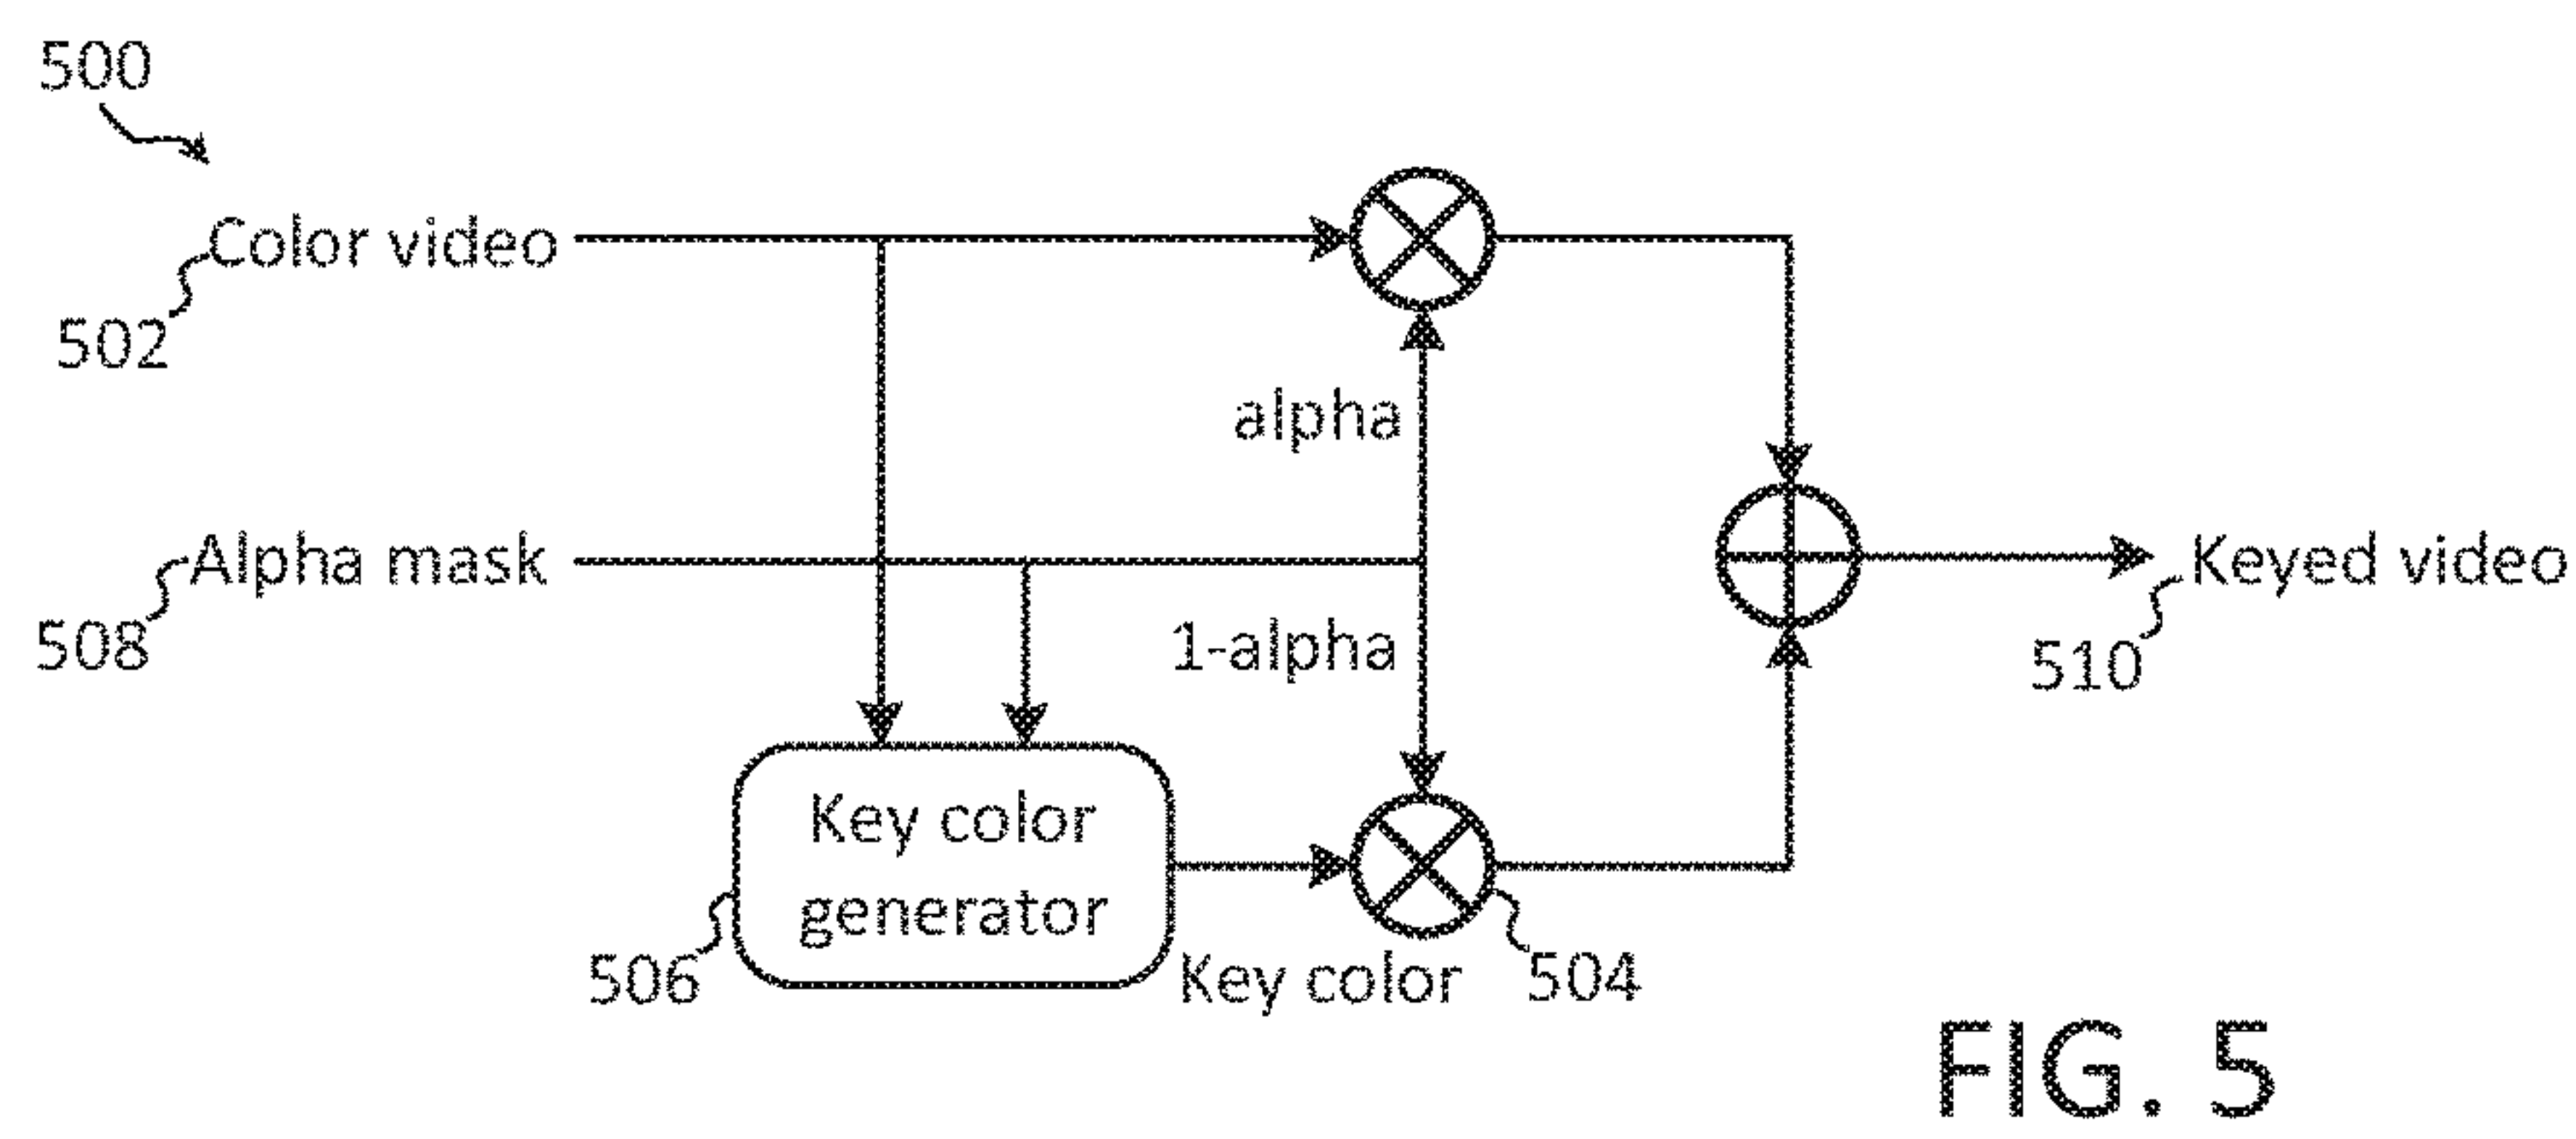 500
Color video
502
alpha
Alpha mask
508
1-alpha
Keyed video
510
Key color
generator
506
Key color
504
FIG. 5